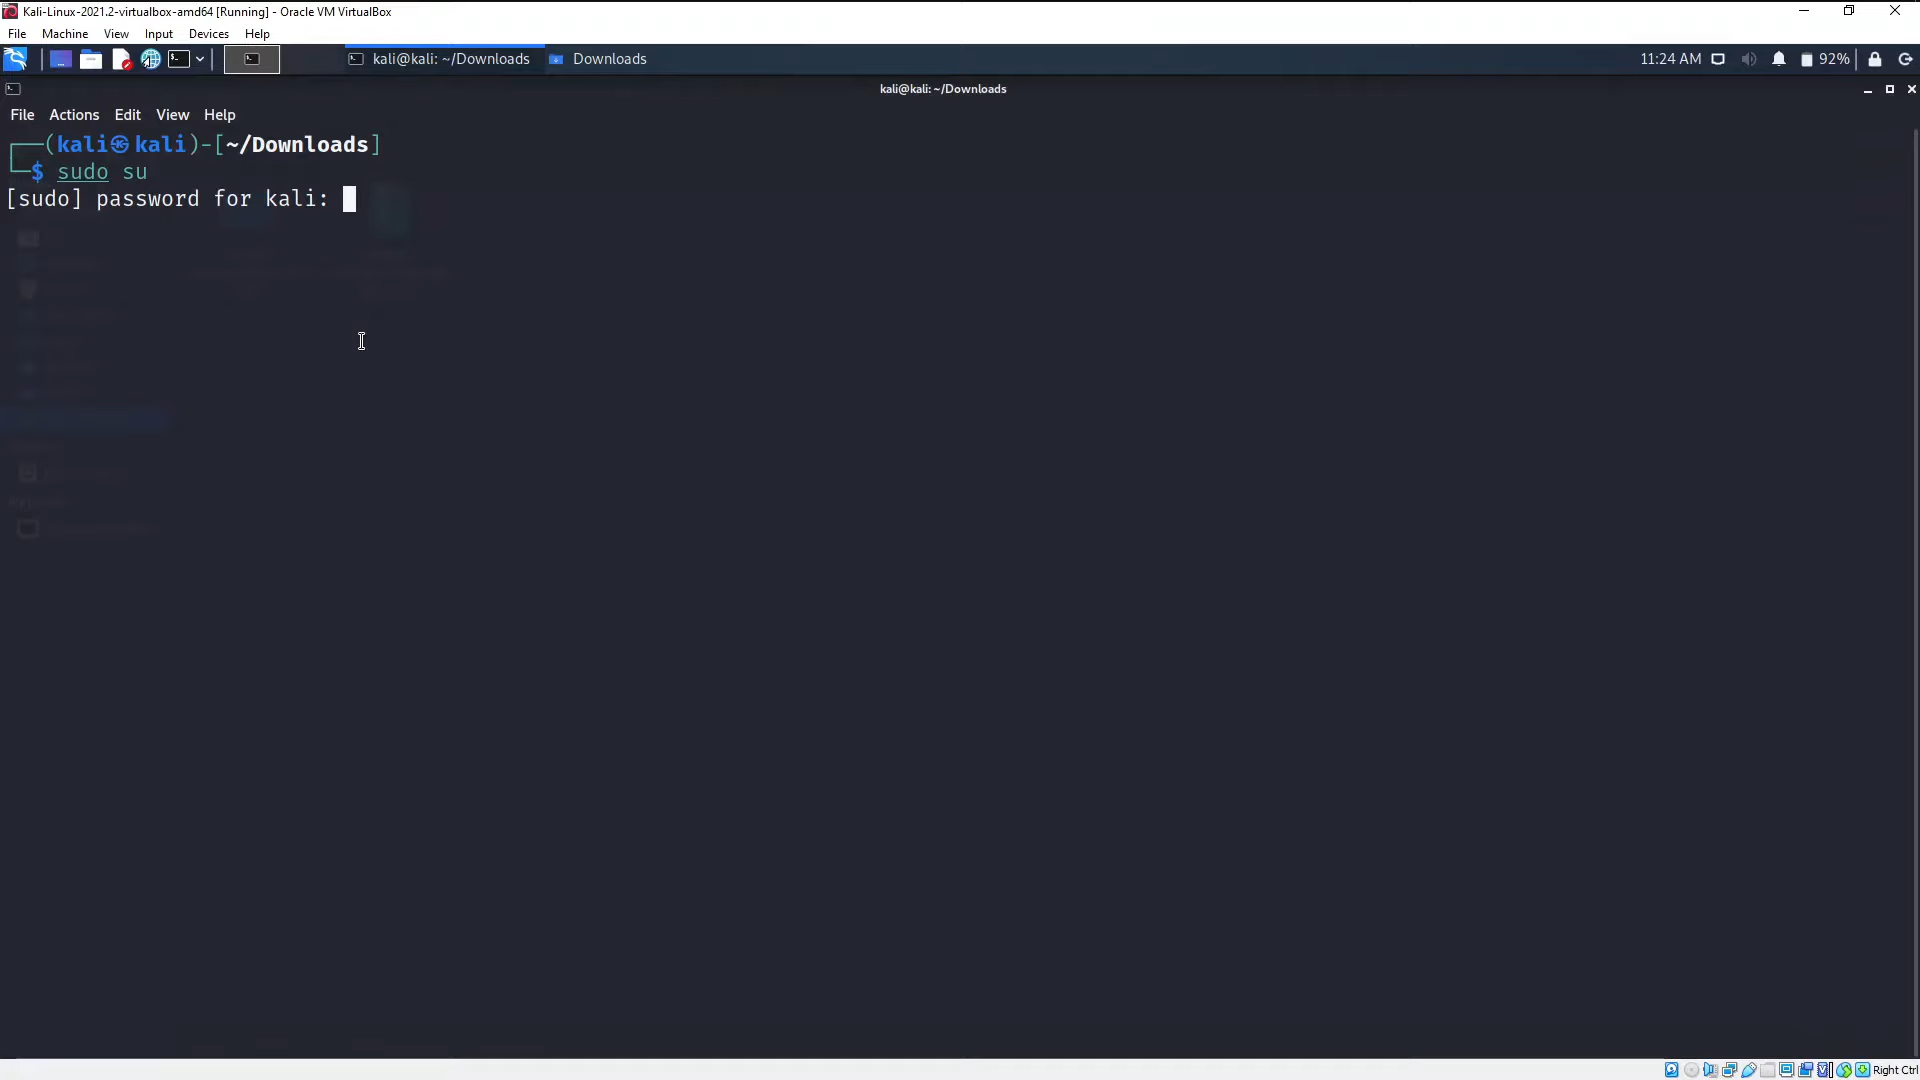 Kali-Linux-2021.2-virtualbox-amd64 [Running] - Oracle VM VirtualBox
File Machine View Input Devices Help
kali@kali: ~/Downloads Downloads 11:24 AM 92%
kali@kali: ~/Downloads
File Actions Edit View Help
┌──(kali㉿kali)-[~/Downloads]
└─$ sudo su
[sudo] password for kali:
Right Ctrl